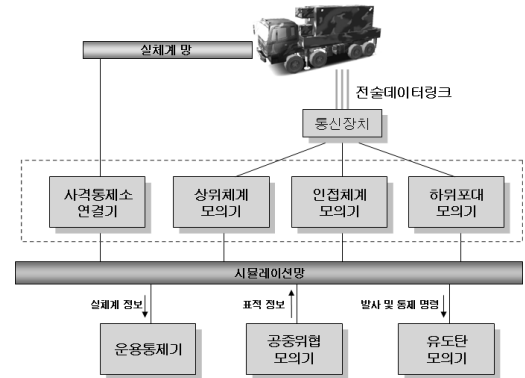 실체계 망
전술데이터링크
통신장치
사격통제소
연결기
상위체계
모의기
인접체계
모의기
하위포대
모의기
시뮬레이션망
실체계 정보
표적 정보
발사 및 통제 명령
운용통제기
공중위협
모의기
유도탄
모의기